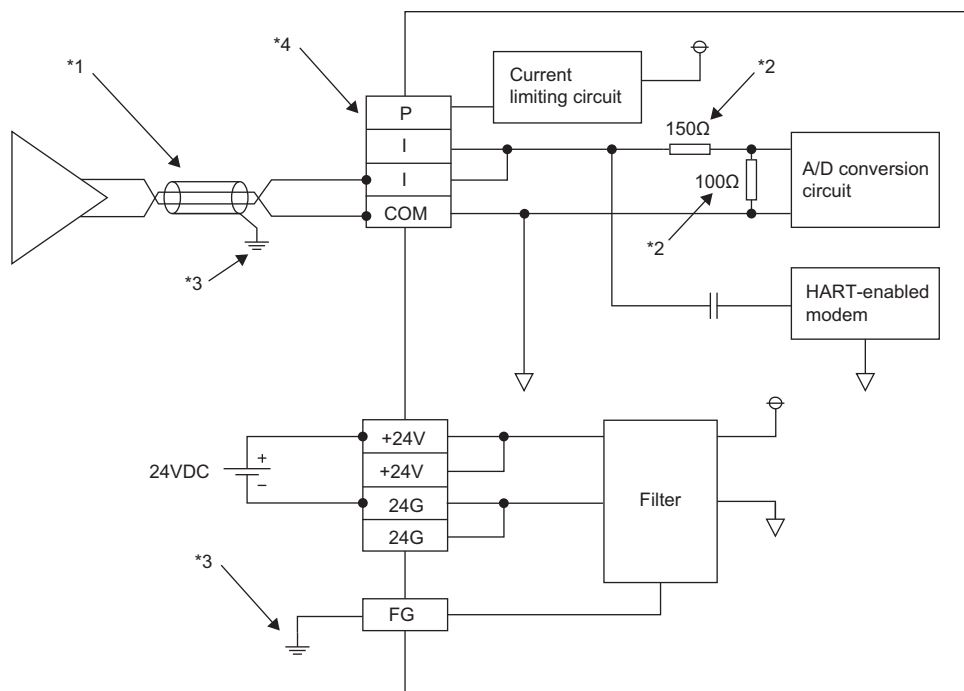 *4
*1
Current
limiting circuit
*2
P
I
150Ω
I
100Ω
A/D conversion
circuit
COM
*2
*3
HART-enabled
modem
+24V
24VDC
+
−
+24V
24G
Filter
24G
*3
FG